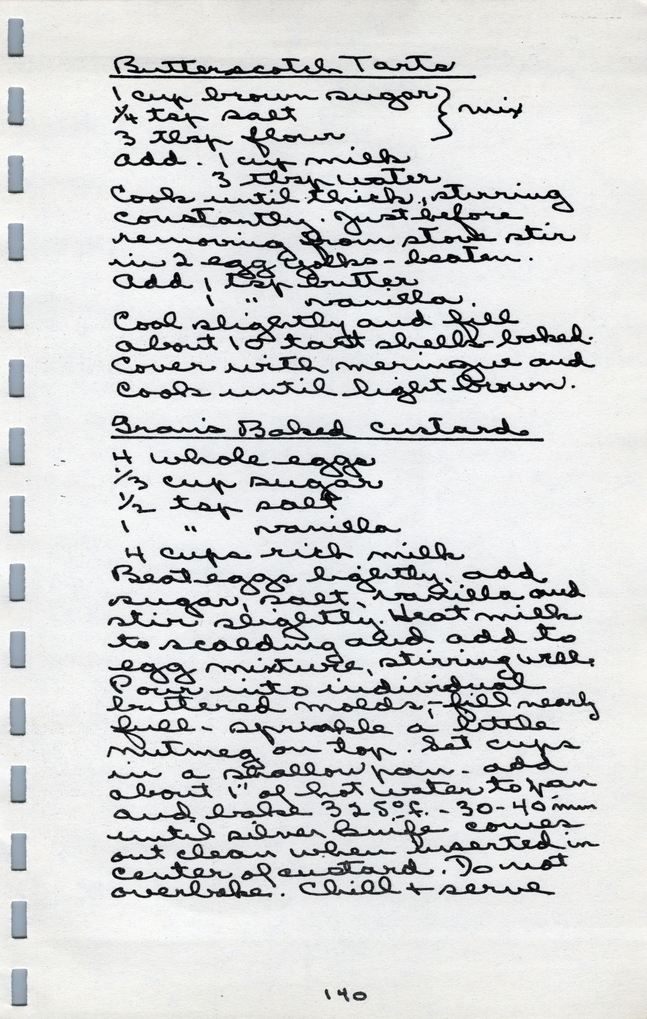 Butterscotch Tarts
1 cup brown sugar } mix
1/4 tsp salt
3 tbsp flour
add. 1 cup milk
3 tbsp water
Cook until thick, stirring
constantly. Just before
removing from stove stir
in 2 egg yolks - beaten.
add 1 tsp butter
1 " vanilla.
Cool slightly and fill
about 10 tart shells - baked.
Cover with meringue and
cook until light brown.
Gran's Baked Custard
4 whole eggs
1/3 cup sugar
1/2 tsp salt
1 " vanilla
4 cups rich milk
Beat eggs lightly, add
sugar, salt, vanilla and
stir slightly. Heat milk
to scalding and add to
egg mixture, stirring well.
Pour into individual
buttered molds, - fill nearly
full - sprinkle a little
nutmeg on top. Set cups
in a shallow pan - add
about 1" of hot water to pan
and bake 325°f. - 30-40 min
until silver knife comes
out clean when inserted in
center of custard. Do not
overbake. Chill + serve
140